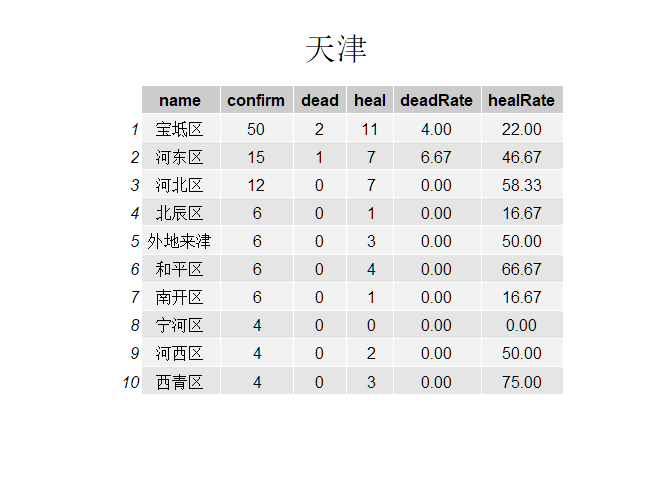 天津
name confirm dead heal deadRate healRate
1 宝坻区 50 2 11 4.00 22.00
2 河东区 15 1 7 6.67 46.67
3 河北区 12 0 7 0.00 58.33
4 北辰区 6 0 1 0.00 16.67
5 外地来津 6 0 3 0.00 50.00
6 和平区 6 0 4 0.00 66.67
7 南开区 6 0 1 0.00 16.67
8 宁河区 4 0 0 0.00 0.00
9 河西区 4 0 2 0.00 50.00
10 西青区 4 0 3 0.00 75.00